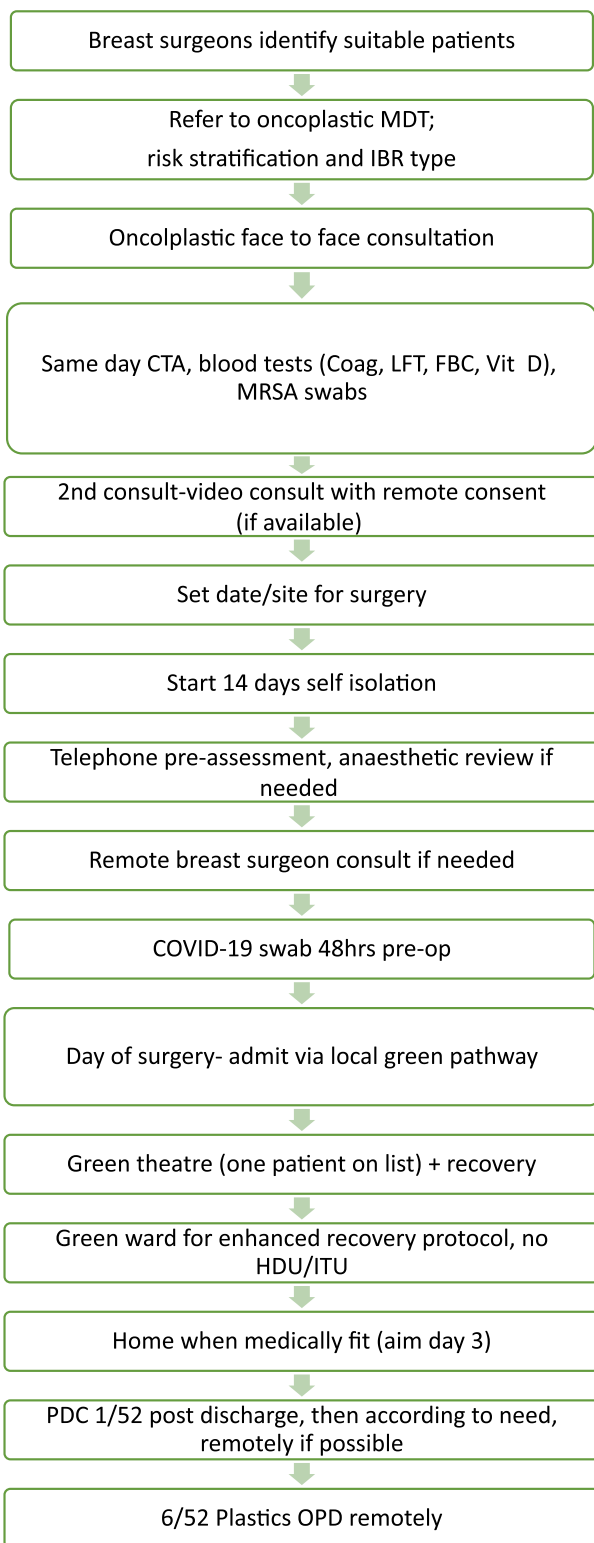 Breast surgeons identify suitable patients
Refer to oncoplastic MDT;
risk stratification and IBR type
Oncolplastic face to face consultation
Same day CTA, blood tests (Coag, LFT, FBC, Vit  D),
MRSA swabs
2nd consult-video consult with remote consent
(if available)
Set date/site for surgery
Start 14 days self isolation
Telephone pre-assessment, anaesthetic review if
needed
Remote breast surgeon consult if needed
COVID-19 swab 48hrs pre-op
Day of surgery- admit via local green pathway
Green theatre (one patient on list) + recovery
Green ward for enhanced recovery protocol, no
HDU/ITU
Home when medically fit (aim day 3)
PDC 1/52 post discharge, then according to need,
remotely if possible
6/52 Plastics OPD remotely